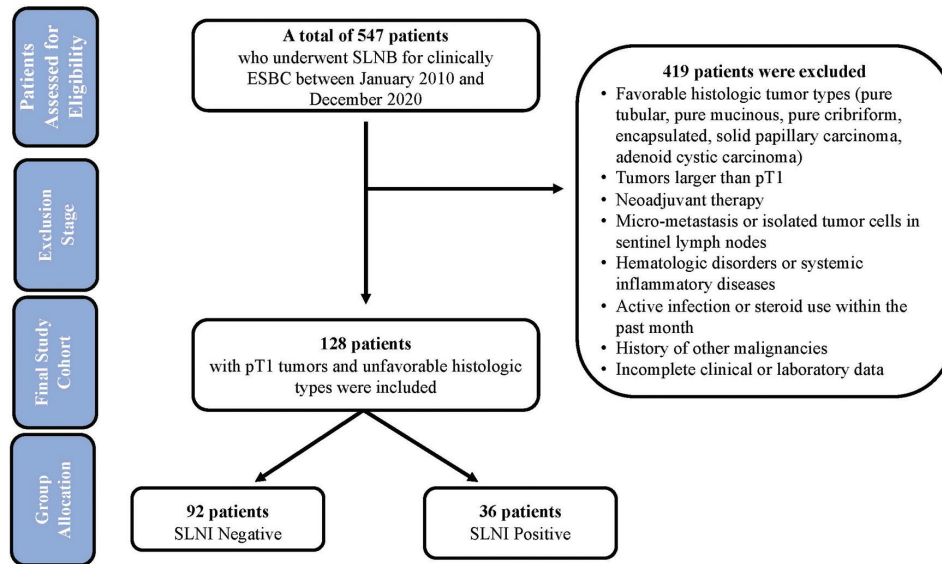 Patients
Assessed for
Eligibility
A total of 547 patients
who underwent SLNB for clinically
ESBC between January 2010 and
December 2020
419 patients were excluded
• Favorable histologic tumor types (pure
tubular, pure mucinous, pure cribriform,
encapsulated, solid papillary carcinoma,
adenoid cystic carcinoma)
• Tumors larger than pT1
• Neoadjuvant therapy
• Micro-metastasis or isolated tumor cells in
sentinel lymph nodes
• Hematologic disorders or systemic
inflammatory diseases
• Active infection or steroid use within the
past month
• History of other malignancies
• Incomplete clinical or laboratory data
Exclusion
Stage
Final Study
Cohort
128 patients
with pT1 tumors and unfavorable histologic
types were included
Group
Allocation
92 patients
SLNI Negative
36 patients
SLNI Positive